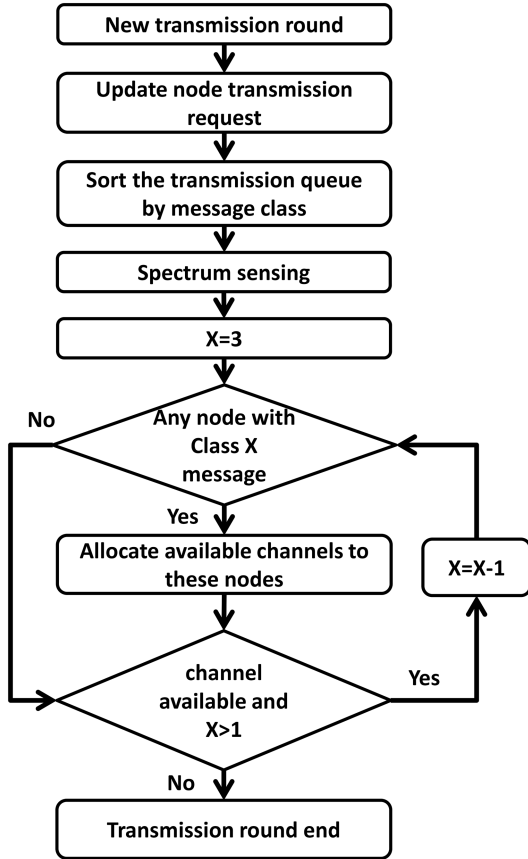 New transmission round
Update node transmission
request
Sort the transmission queue
by message class
Spectrum sensing
X=3
No
Any node with
Class X
message
Yes
Allocate available channels to
these nodes
X=X-1
channel
available and
X>1
Yes
No
Transmission round end